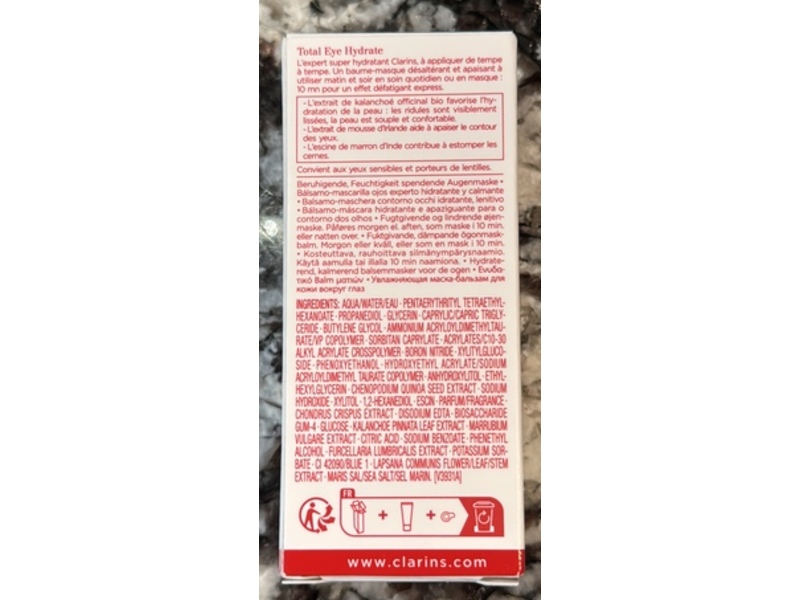 Total Eye Hydrate
L'expert super hydratant Clarins, à appliquer de tempe
à tempe. Un baume-masque désaltérant et apaisant à
utiliser matin et soir en soin quotidien ou en masque :
10 mn pour un effet défatigant express.
- L'extrait de kalanchoé officinal bio favorise l'hy-
dratation de la peau : les ridules sont visiblement
lissées, la peau est souple et confortable.
- L'extrait de mousse d'Irlande aide à apaiser le contour
des yeux.
- L'escine de marron d'Inde contribue à estomper les
cernes.
Convient aux yeux sensibles et porteurs de lentilles.
Beruhigende, Feuchtigkeit spendende Augenmaske •
Bálsamo-mascarilla ojos experto hidratante y calmante
• Balsamo-maschera contorno occhi idratante, lenitivo
• Bálsamo-máscara hidratante e apaziguante para o
contorno dos olhos • Fugtgivende og lindrende øjen-
maske. Påføres morgen el. aften, som maske i 10 min.
eller natten over. • Fuktgivande, dämpande ögonmask-
balm. Morgon eller kväll, eller som en mask i 10 min.
• Kosteuttava, rauhoittava silmänympärysnaamio.
Käytä aamulla tai illalla 10 min naamiona. • Hydrate-
rend, kalmerend balsemmasker voor de ogen • Ενυδα-
τικό Balm ματιών • Увлажняющая маска-бальзам для
кожи вокруг глаз
INGREDIENTS: AQUA/WATER/EAU · PENTAERYTHRITYL TETRAETHYL-
HEXANOATE · PROPANEDIOL · GLYCERIN · CAPRYLIC/CAPRIC TRIGLY-
CERIDE · BUTYLENE GLYCOL · AMMONIUM ACRYLOYLDIMETHYLTAU-
RATE/VP COPOLYMER · SORBITAN CAPRYLATE · ACRYLATES/C10-30
ALKYL ACRYLATE CROSSPOLYMER · BORON NITRIDE · XYLITYLGLUCO-
SIDE · PHENOXYETHANOL · HYDROXYETHYL ACRYLATE/SODIUM
ACRYLOYLDIMETHYL TAURATE COPOLYMER · ANHYDROXYLITOL · ETHYL-
HEXYLGLYCERIN · CHENOPODIUM QUINOA SEED EXTRACT · SODIUM
HYDROXIDE · XYLITOL · 1,2-HEXANEDIOL · ESCIN · PARFUM/FRAGRANCE ·
CHONDRUS CRISPUS EXTRACT · DISODIUM EDTA · BIOSACCHARIDE
GUM-4 · GLUCOSE · KALANCHOE PINNATA LEAF EXTRACT · MARRUBIUM
VULGARE EXTRACT · CITRIC ACID · SODIUM BENZOATE · PHENETHYL
ALCOHOL · FURCELLARIA LUMBRICALIS EXTRACT · POTASSIUM SOR-
BATE · CI 42090/BLUE 1 · LAPSANA COMMUNIS FLOWER/LEAF/STEM
EXTRACT · MARIS SAL/SEA SALT/SEL MARIN. [V3931A]
FR
+ +
www.clarins.com